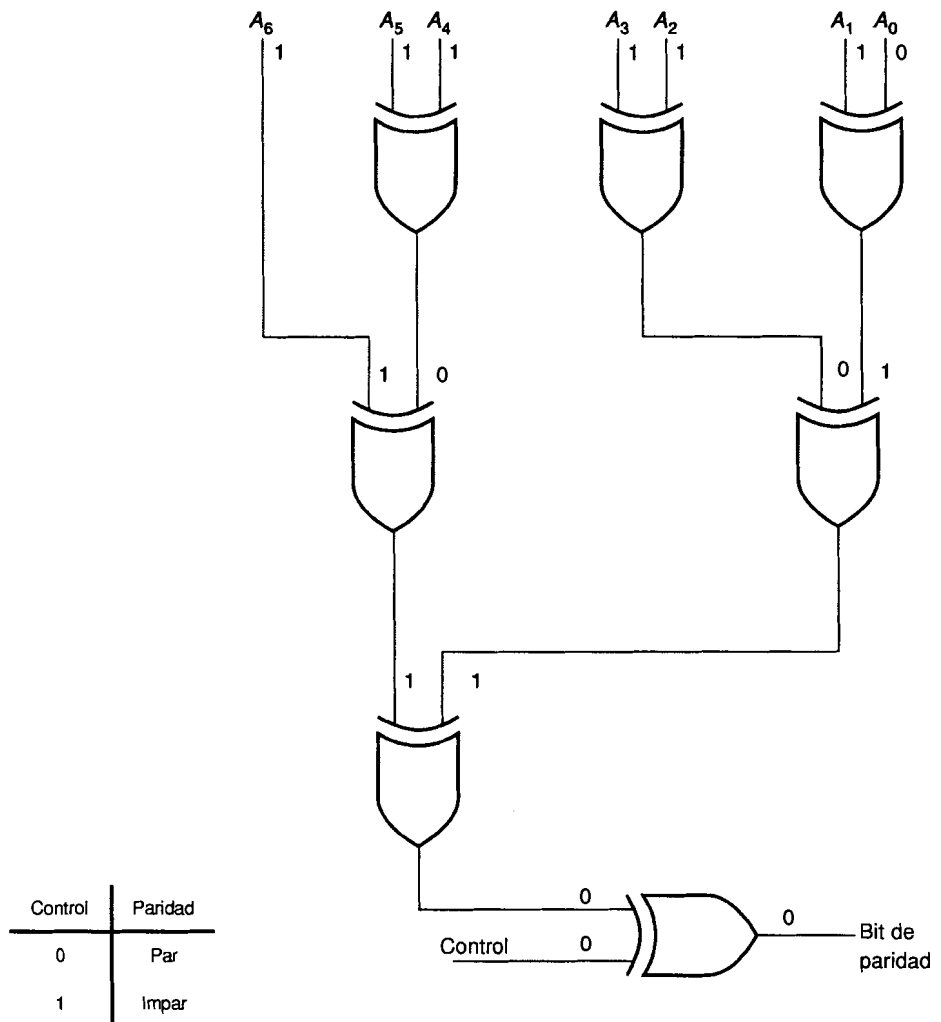 A6 A5 A4 A3 A2 A1 A0
1 1 1 1 1 1 0
1 0 0 1
1 1
0
Control 0
0
Bit de
paridad
Control Paridad
0 Par
1 Impar